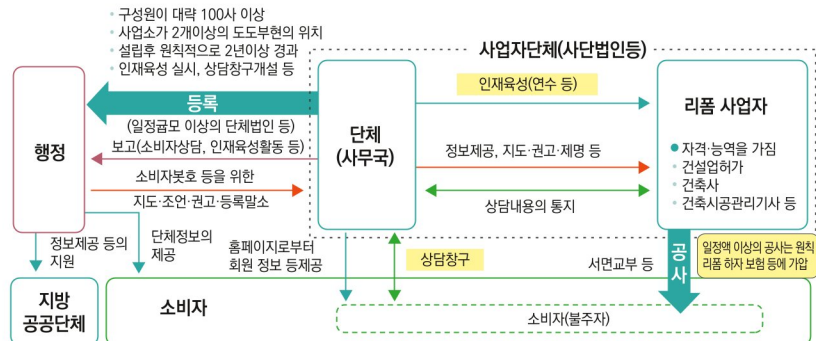 • 구성원이 대략 100사 이상
• 사업소가 2개이상의 도도부현의 위치
• 설립후 원칙적으로 2년이상 경과
• 인재육성 실시, 상담창구개설 등
사업자단체(사단법인등)
행정
등록
(일정귤모 이상의 단체법인 등)
보고(소비자상담, 인재육성활동 등)
소비자봇호 등을 위한
지도·조언·권고·등록말소
단체
(사무국)
인재육성(연수 등)
정보제공, 지도·권고·제명 등
상담내용의 통지
리폼 사업자
● 자격·능역을 가짐
• 건설업허가
• 건축사
• 건축시공관리기사 등
정보제공 등의
지원
단체정보의
제공
홈페이지로부터
회원 정보 등제공
상담창구
서면교부 등
공사
일정액 이상의 공사는 원칙
리폼 하자 보험 등에 가압
지방
공공단체
소비자
소비자(불주자)